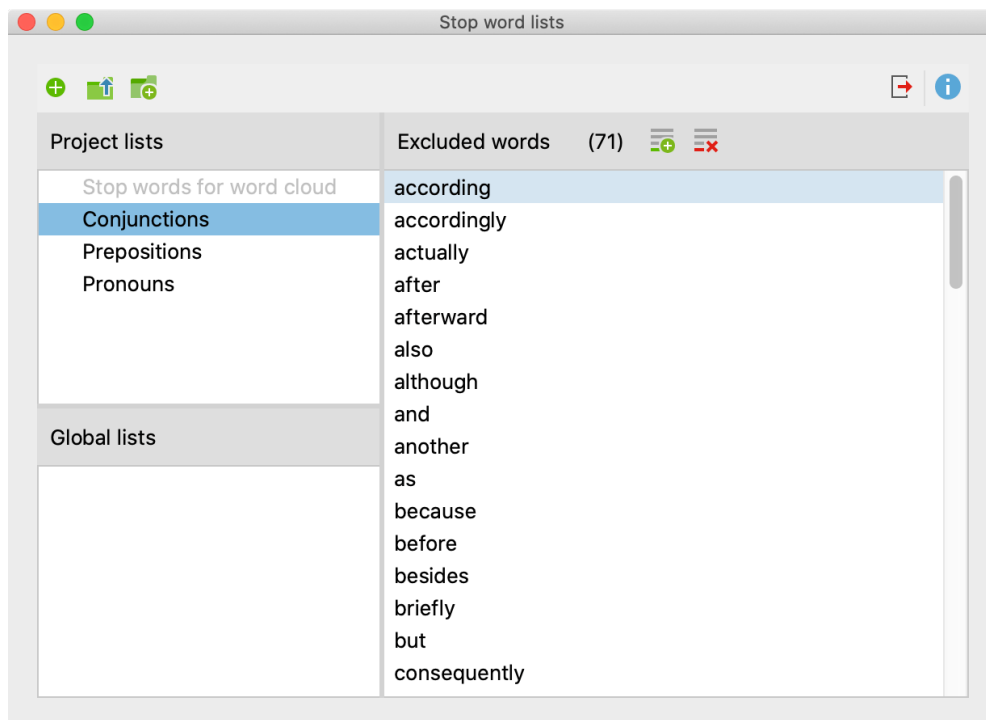 Stop word lists
Project lists
Stop words for word cloud
Conjunctions
Prepositions
Pronouns
Global lists
Excluded words (71)
according
accordingly
actually
after
afterward
also
although
and
another
as
because
before
besides
briefly
but
consequently